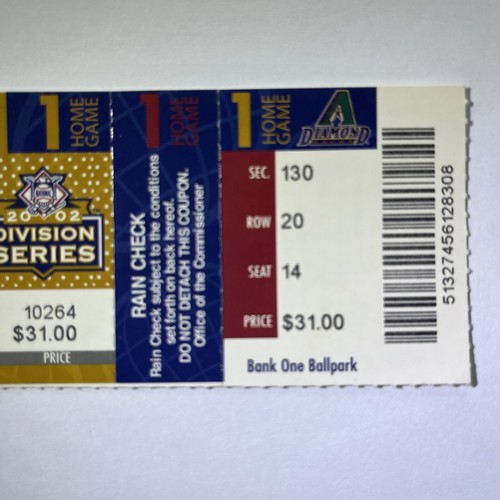 1 HOME GAME
NATIONAL
2002
DIVISION
SERIES
10264
$31.00
PRICE
1 HOME GAME
RAIN CHECK
Rain Check subject to the conditions
set forth on back hereof.
DO NOT DETACH THIS COUPON.
Office of the Commissioner
1 HOME GAME
A
DIAMOND
SEC. 130
ROW 20
SEAT 14
PRICE $31.00
Bank One Ballpark
51327456128308